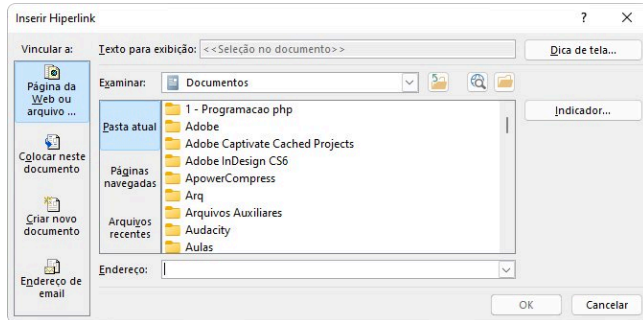 Inserir Hiperlink
? X
Vincular a:
Texto para exibição: <<Seleção no documento>>
Dica de tela...
Página da
Web ou
arquivo ...
Examinar: Documentos
Indicador...
Pasta atual
Páginas
navegadas
Arquivos
recentes
1 - Programacao php
Adobe
Adobe Captivate Cached Projects
Adobe InDesign CS6
ApowerCompress
Arq
Arquivos Auxiliares
Audacity
Aulas
Colocar neste
documento
Criar novo
documento
Endereço de
email
Endereço:
OK
Cancelar